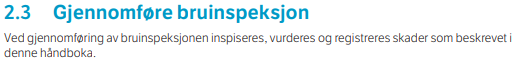 2.3 Gjennomføre bruinspeksjon
Ved gjennomføring av bruinspeksjonen inspiseres, vurderes og registreres skader som beskrevet i
denne håndboka.